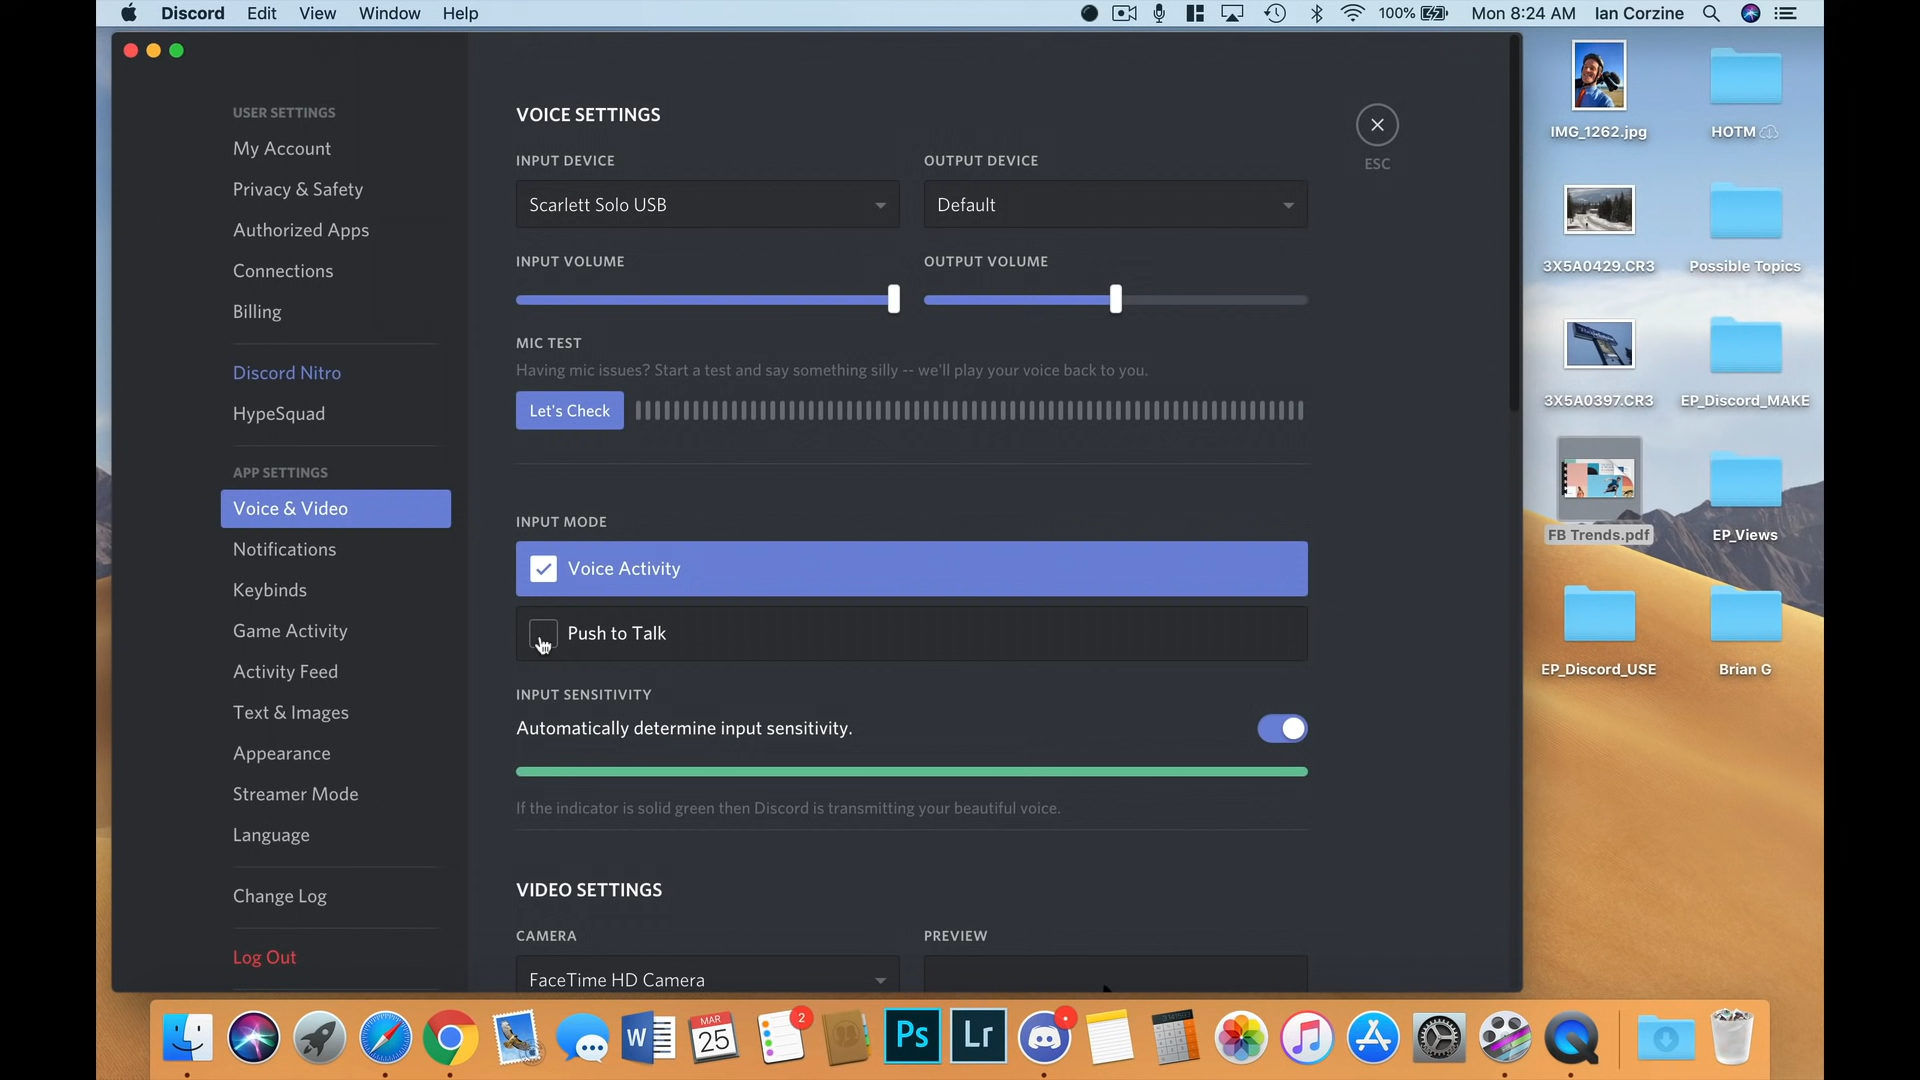 Discord Edit View Window Help
100% Mon 8:24 AM Ian Corzine
USER SETTINGS
My Account
Privacy & Safety
Authorized Apps
Connections
Billing
Discord Nitro
HypeSquad
APP SETTINGS
Voice & Video
Notifications
Keybinds
Game Activity
Activity Feed
Text & Images
Appearance
Streamer Mode
Language
Change Log
Log Out
VOICE SETTINGS
ESC
INPUT DEVICE OUTPUT DEVICE
Scarlett Solo USB Default
INPUT VOLUME OUTPUT VOLUME
MIC TEST
Having mic issues? Start a test and say something silly -- we'll play your voice back to you.
Let's Check
INPUT MODE
Voice Activity
Push to Talk
INPUT SENSITIVITY
Automatically determine input sensitivity.
If the indicator is solid green then Discord is transmitting your beautiful voice.
VIDEO SETTINGS
CAMERA PREVIEW
FaceTime HD Camera
IMG_1262.jpg HOTM
3X5A0429.CR3 Possible Topics
3X5A0397.CR3 EP_Discord_MAKE
FB Trends.pdf EP_Views
EP_Discord_USE Brian G
W MAR 25 2 Ps Lr